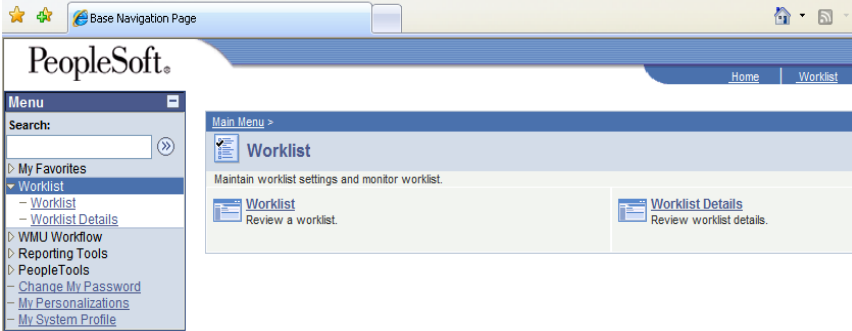 Base Navigation Page
PeopleSoft®
Home
Worklist
Menu
Search:
My Favorites
Worklist
Worklist
Worklist Details
WMU Workflow
Reporting Tools
PeopleTools
Change My Password
My Personalizations
My System Profile
Main Menu >
Worklist
Maintain worklist settings and monitor worklist.
Worklist
Review a worklist.
Worklist Details
Review worklist details.